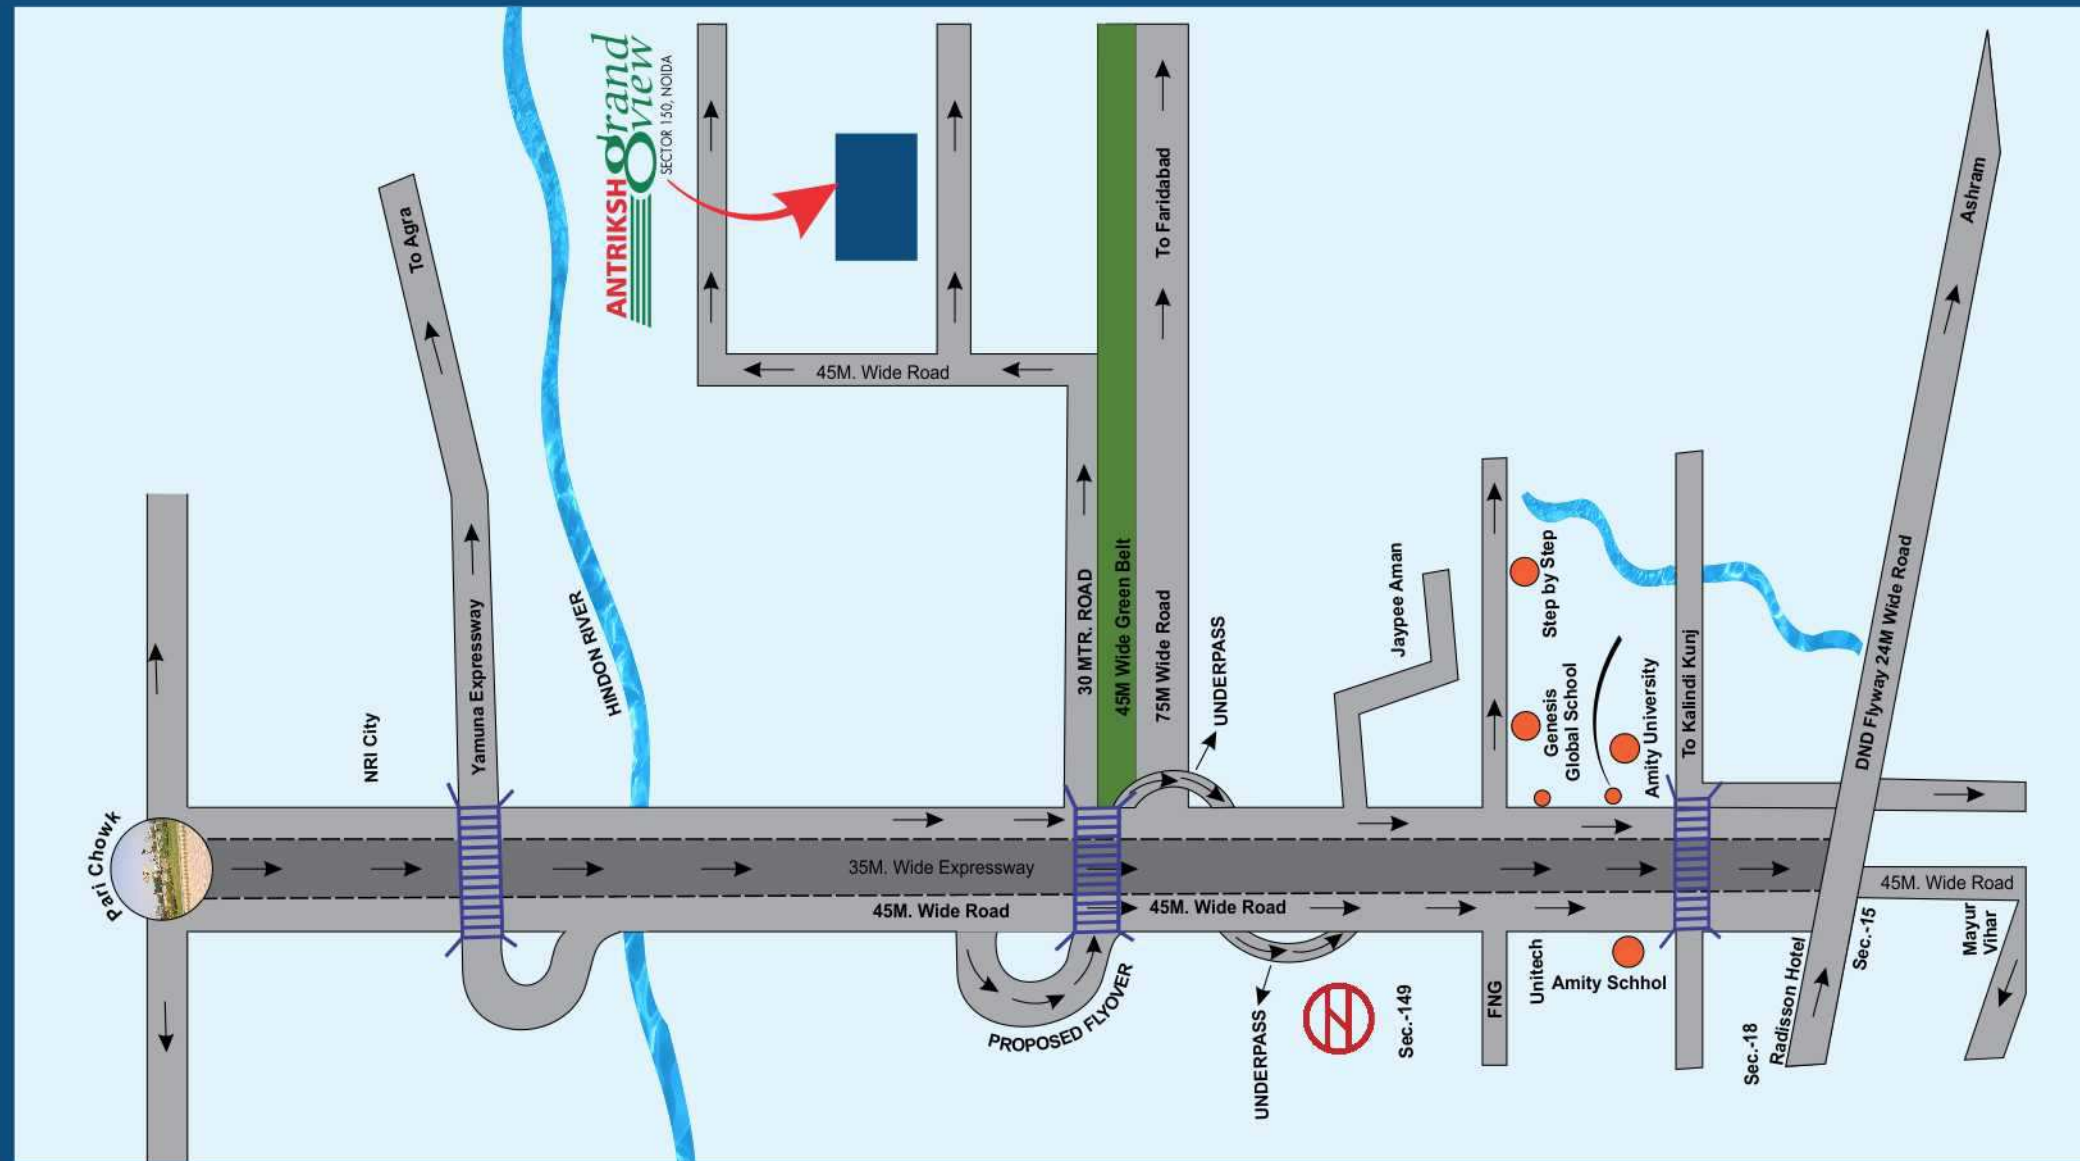 ANTRIKSH grand view
SECTOR 150, NOIDA
To Agra
To Faridabad
Ashram
45M. Wide Road
Yamuna Expressway
HINDON RIVER
30 MTR. ROAD
45M Wide Green Belt
75M Wide Road
UNDERPASS
Jaypee Aman
Step by Step
Genesis
Global School
Amity University
To Kalindi Kunj
DND Flyway 24M Wide Road
NRI City
Pari Chowk
35M. Wide Expressway
45M. Wide Road
45M. Wide Road
45M. Wide Road
PROPOSED FLYOVER
UNDERPASS
Sec.-149
FNG
Unitech
Amity Schhol
Sec.-18
Radisson Hotel
Sec.-15
Mayur
Vihar